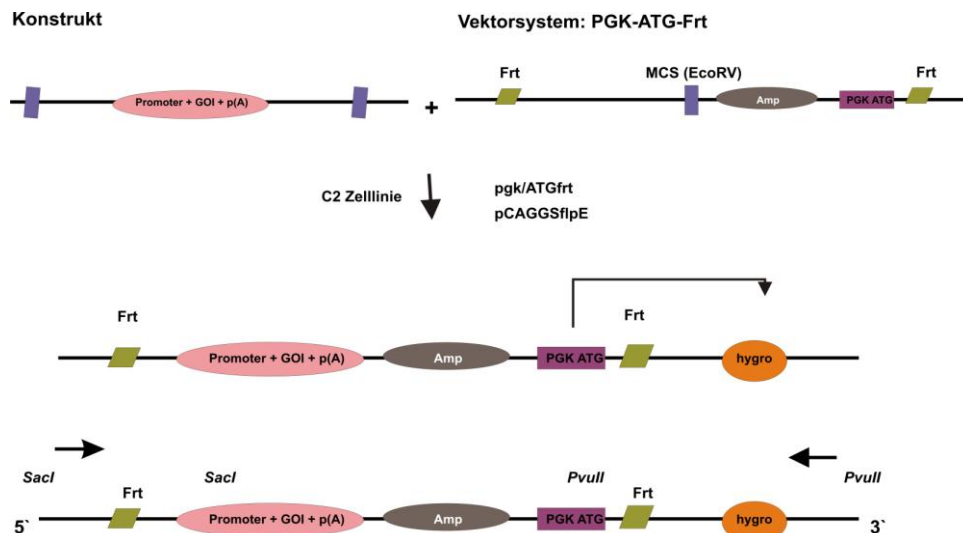 Konstrukt
Vektorsystem: PGK-ATG-Frt
Frt
MCS (EcoRV)
Frt
Promoter + GOI + p(A)
+
Amp
PGK ATG
C2 Zelllinie
pgk/ATGfrt
pCAGGSflpE
Frt
Frt
Promoter + GOI + p(A)
Amp
PGK ATG
hygro
SacI
SacI
PvuII
PvuII
Frt
Frt
5`
Promoter + GOI + p(A)
Amp
PGK ATG
hygro
3`